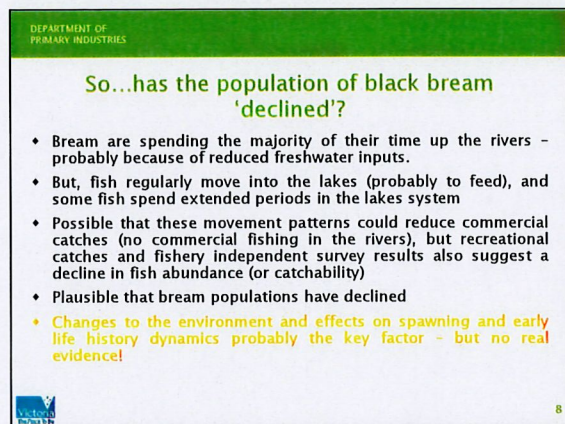 DEPARTMENT OF
PRIMARY INDUSTRIES
So...has the population of black bream
'declined'?
◆ Bream are spending the majority of their time up the rivers –
probably because of reduced freshwater inputs.
◆ But, fish regularly move into the lakes (probably to feed), and
some fish spend extended periods in the lakes system
◆ Possible that these movement patterns could reduce commercial
catches (no commercial fishing in the rivers), but recreational
catches and fishery independent survey results also suggest a
decline in fish abundance (or catchability)
◆ Plausible that bream populations have declined
◆ Changes to the environment and effects on spawning and early
life history dynamics probably the key factor – but no real
evidence!
Victoria
8